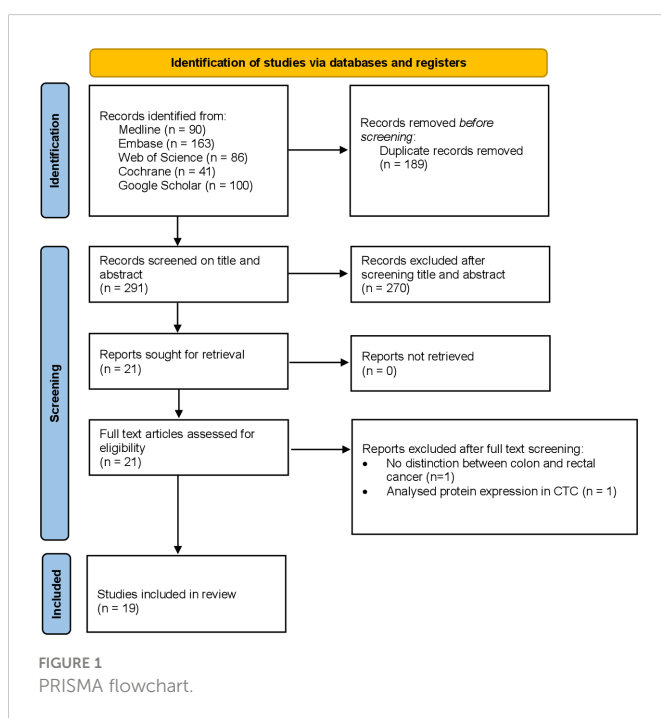 Identification of studies via databases and registers
Identification
Records identified from:
Medline (n = 90)
Embase (n = 163)
Web of Science (n = 86)
Cochrane (n = 41)
Google Scholar (n = 100)
Records removed before
screening:
Duplicate records removed
(n = 189)
Screening
Records screened on title and
abstract
(n = 291)
Records excluded after
screening title and abstract
(n = 270)
Reports sought for retrieval
(n = 21)
Reports not retrieved
(n = 0)
Full text articles assessed for
eligibility
(n = 21)
Reports excluded after full text screening:
• No distinction between colon and rectal
cancer (n=1)
• Analysed protein expression in CTC (n = 1)
Included
Studies included in review
(n = 19)
FIGURE 1
PRISMA flowchart.